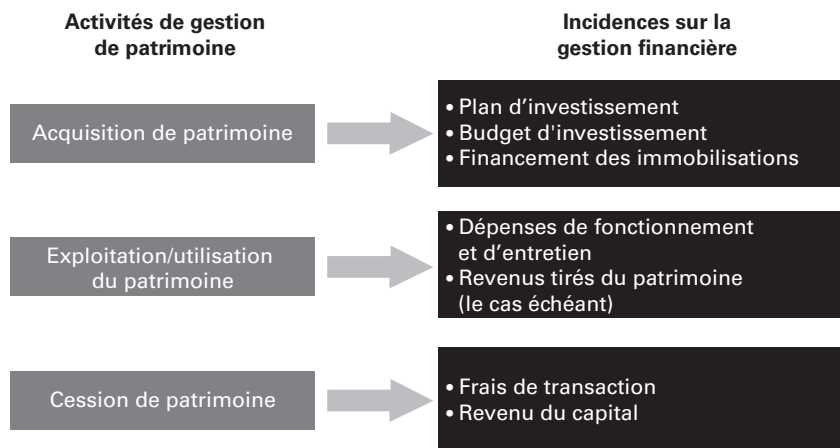 Activités de gestion
de patrimoine
Incidences sur la
gestion financière
Acquisition de patrimoine
• Plan d’investissement
• Budget d'investissement
• Financement des immobilisations
Exploitation/utilisation
du patrimoine
• Dépenses de fonctionnement
et d’entretien
• Revenus tirés du patrimoine
(le cas échéant)
Cession de patrimoine
• Frais de transaction
• Revenu du capital